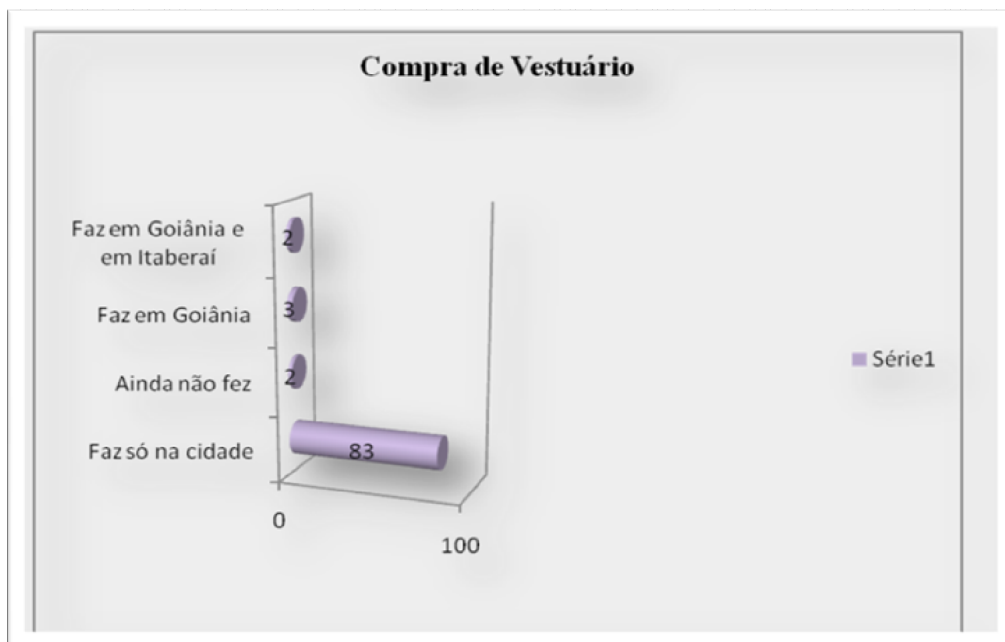 Compra de Vestuário
Faz em Goiânia e
em Itaberaí
2
Faz em Goiânia
3
Ainda não fez
2
Faz só na cidade
83
0
100
Série1